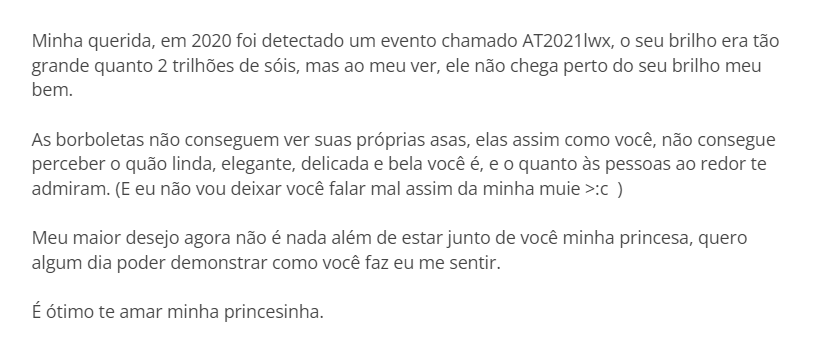 Minha querida, em 2020 foi detectado um evento chamado AT2021lwx, o seu brilho era tão
grande quanto 2 trilhões de sóis, mas ao meu ver, ele não chega perto do seu brilho meu
bem.
As borboletas não conseguem ver suas próprias asas, elas assim como você, não consegue
perceber o quão linda, elegante, delicada e bela você é, e o quanto às pessoas ao redor te
admiram. (E eu não vou deixar você falar mal assim da minha muie >:c  )
Meu maior desejo agora não é nada além de estar junto de você minha princesa, quero
algum dia poder demonstrar como você faz eu me sentir.
É ótimo te amar minha princesinha.